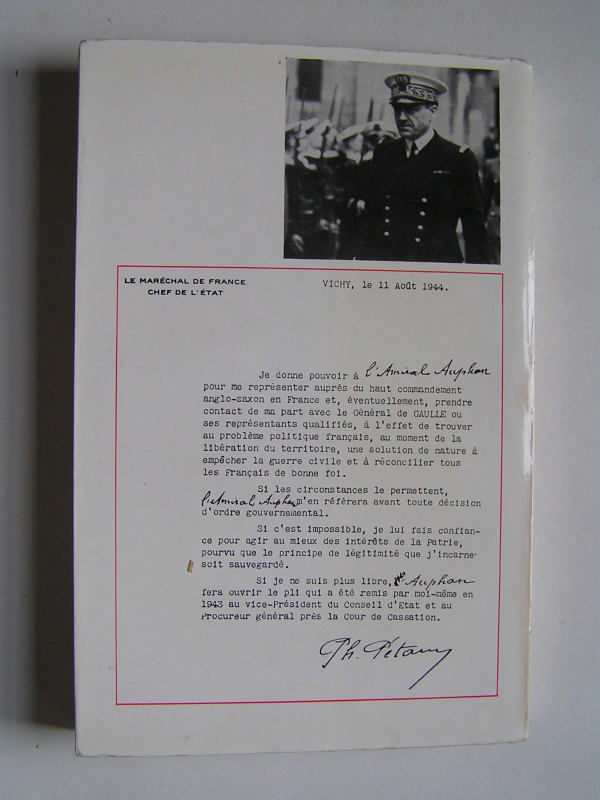 LE MARÉCHAL DE FRANCE
CHEF DE L'ÉTAT
VICHY, le 11 Août 1944.
Je donne pouvoir à l'Amiral Auphan
pour me représenter auprès du haut commandement
anglo-saxon en France et, éventuellement, prendre
contact de ma part avec le Général de GAULLE ou
ses représentants qualifiés, à l'effet de trouver
au problème politique français, au moment de la
libération du territoire, une solution de nature à
empêcher la guerre civile et à réconcilier tous
les Français de bonne foi.
Si les circonstances le permettent,
l'Amiral Auphan m'en réfèrera avant toute décision
d'ordre gouvernemental.
Si c'est impossible, je lui fais confian-
ce pour agir au mieux des intérêts de la Patrie,
pourvu que le principe de légitimité que j'incarne
soit sauvegardé.
Si je ne suis plus libre, Auphan
fera ouvrir le pli qui a été remis par moi-même en
1943 au vice-Président du Conseil d'Etat et au
Procureur général près la Cour de Cassation.
Ph. Pétain